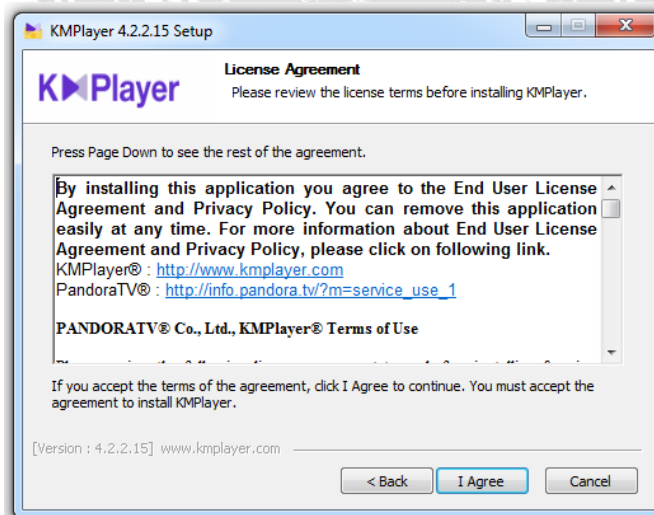 KMPlayer 4.2.2.15 Setup
KMPlayer
License Agreement
Please review the license terms before installing KMPlayer.
Press Page Down to see the rest of the agreement.
By installing this application you agree to the End User License
Agreement and Privacy Policy. You can remove this application
easily at any time. For more information about End User License
Agreement and Privacy Policy, please click on following link.
KMPlayer® : http://www.kmplayer.com
PandoraTV® : http://info.pandora.tv/?m=service_use_1
PANDORATV® Co., Ltd., KMPlayer® Terms of Use
If you accept the terms of the agreement, click I Agree to continue. You must accept the
agreement to install KMPlayer.
[Version : 4.2.2.15] www.kmplayer.com
< Back I Agree Cancel